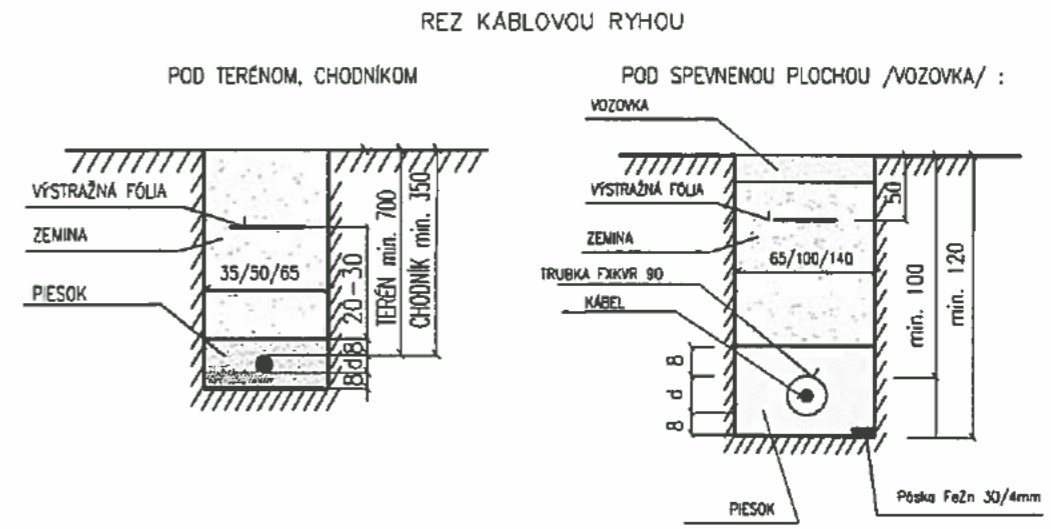 REZ KÁBLOVOU RYHOU
POD TERÉNOM, CHODNÍKOM
VÝSTRAŽNÁ FÓLIA
ZEMINA
35/50/65
PIESOK
20-30
8
d
8
TERÉN min. 700
CHODNÍK min. 350
POD SPEVNENOU PLOCHOU /VOZOVKA/ :
VOZOVKA
VÝSTRAŽNÁ FÓLIA
ZEMINA
65/100/140
TRUBKA FXKVR 90
KÁBEL
50
min. 100
min. 120
8
d
8
PIESOK
Páska FeZn 30/4mm